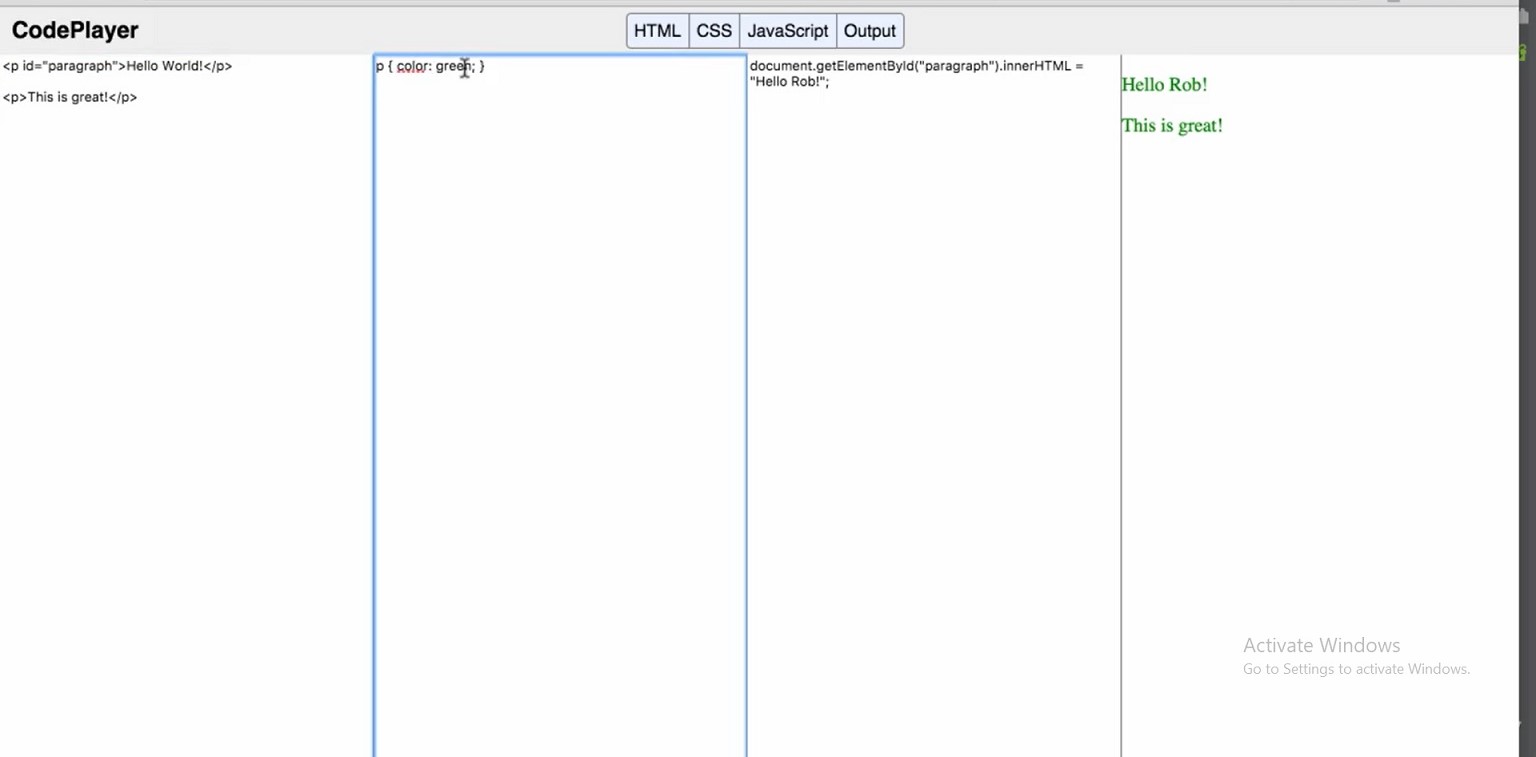 CodePlayer
HTML CSS JavaScript Output
<p id="paragraph">Hello World!</p>
<p>This is great!</p>
p { color: green; }
document.getElementById("paragraph").innerHTML =
"Hello Rob!";
Hello Rob!
This is great!
Activate Windows
Go to Settings to activate Windows.